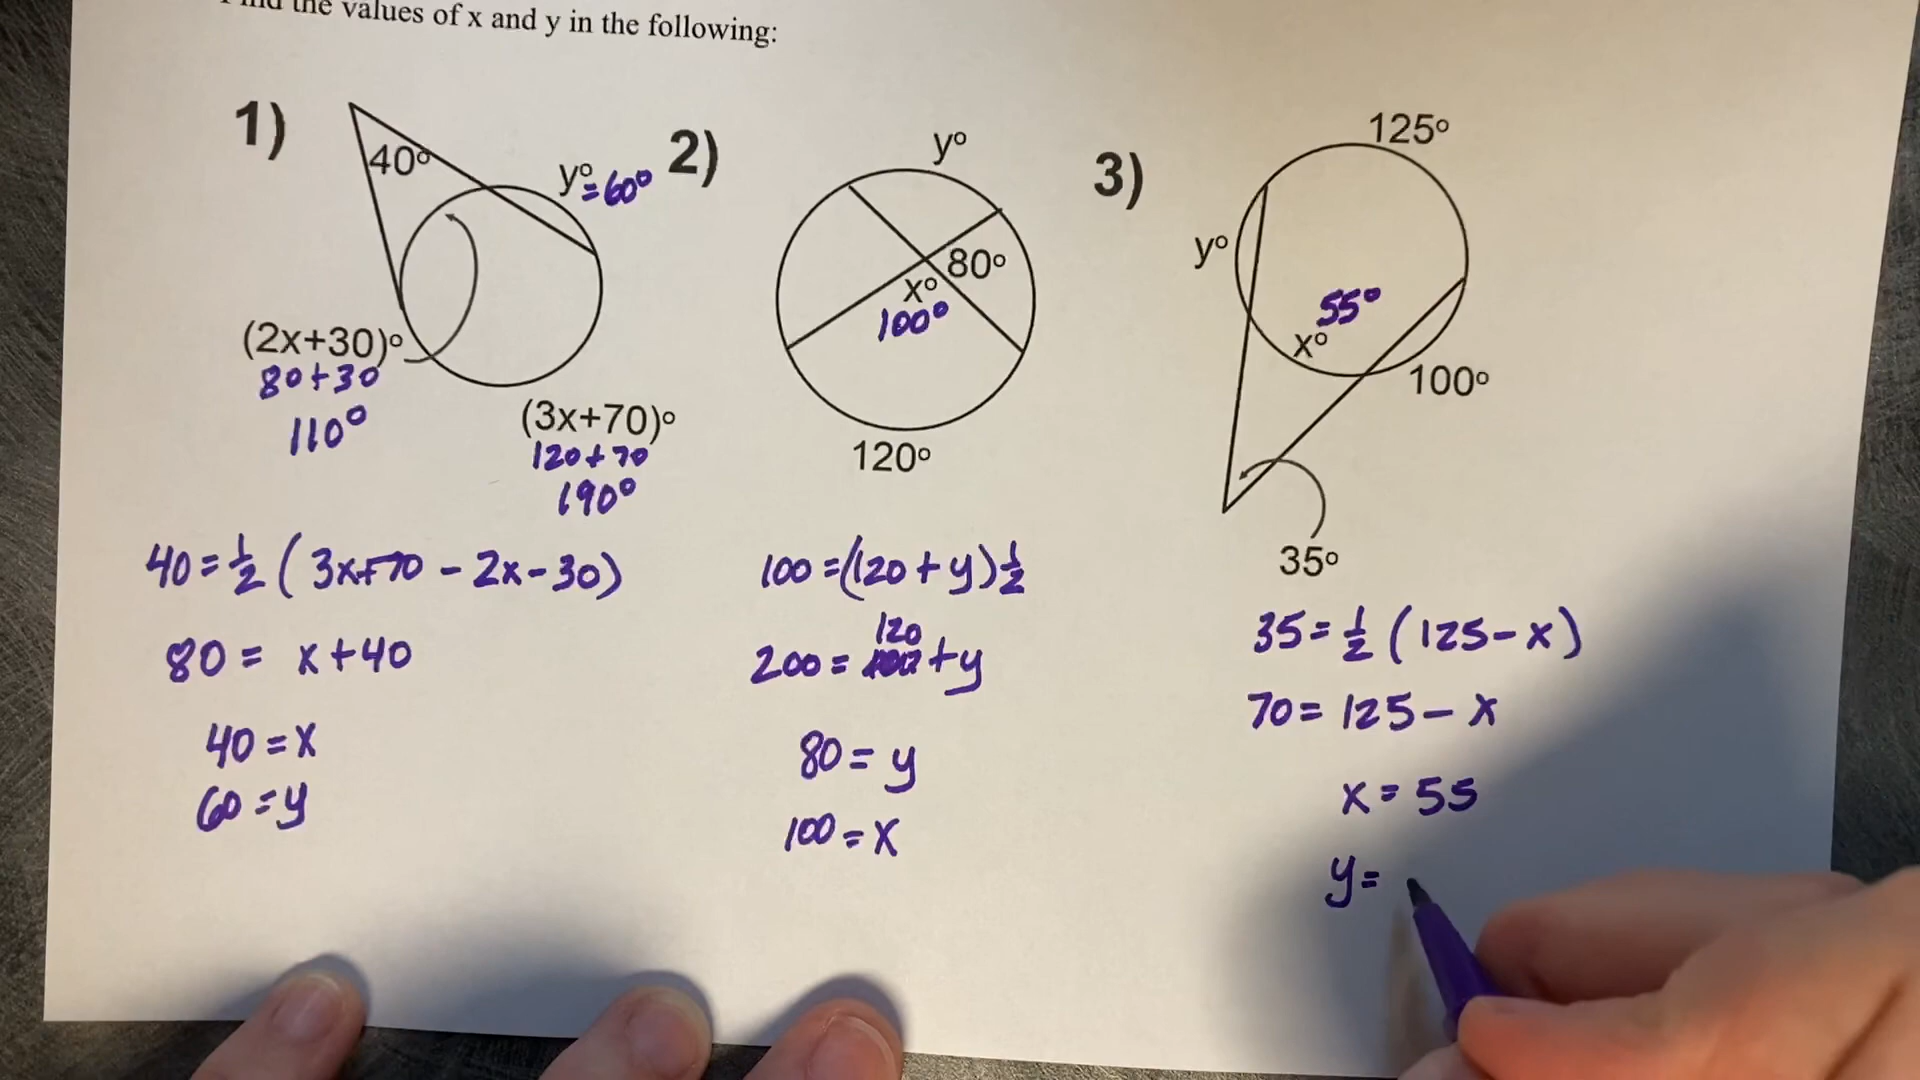 the values of x and y in the following:
1)
40°
y° = 60°
(2x+30)°
80+30
110°
(3x+70)°
120+70
190°
40 = 1/2 ( 3x+70 - 2x - 30)
80 = x + 40
40 = x
60 = y
2)
y°
80°
x°
100°
120°
100 = (120 + y) 1/2
120
200 = + y
80 = y
100 = x
3)
125°
y°
55°
x°
100°
35°
35 = 1/2 ( 125 - x )
70 = 125 - x
x = 55
y =